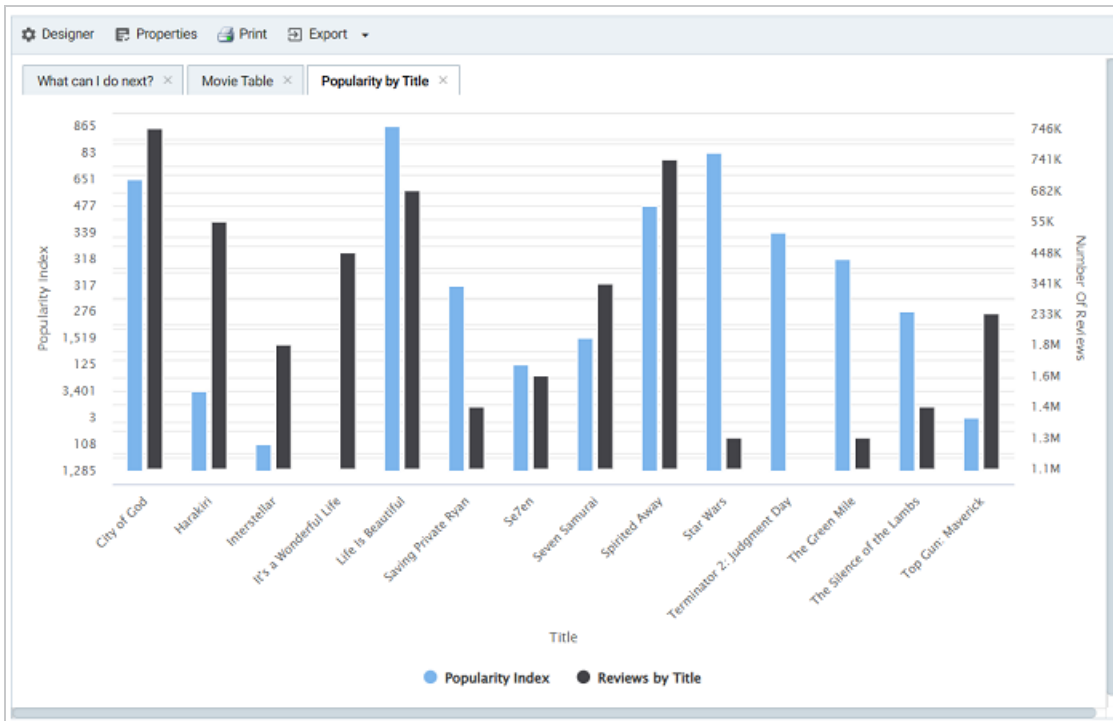 Designer Properties Print Export
What can I do next? × Movie Table × Popularity by Title ×
Popularity Index
865
83
651
477
339
318
317
276
1,519
125
3,401
3
108
1,285
746K
741K
682K
55K
448K
341K
233K
1.8M
1.6M
1.4M
1.3M
1.1M
Number Of Reviews
City of God
Harakiri
Interstellar
It's a Wonderful Life
Life Is Beautiful
Saving Private Ryan
Se7en
Seven Samurai
Spirited Away
Star Wars
Terminator 2: Judgment Day
The Green Mile
The Silence of the Lambs
Top Gun: Maverick
Title
Popularity Index Reviews by Title